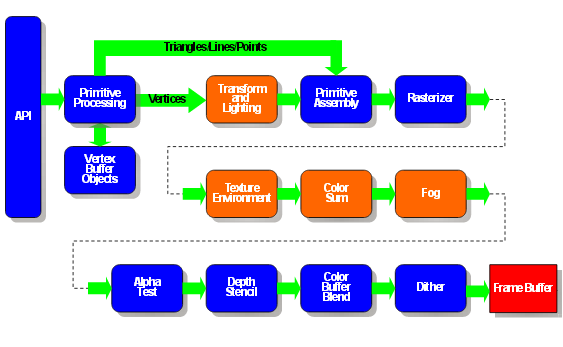 Triangles/Lines/Points
API
Primitive
Processing
Vertices
Transform
and
Lighting
Primitive
Assembly
Rasterizer
Vertex
Buffer
Objects
Texture
Environment
Color
Sum
Fog
Alpha
Test
Depth
Stencil
Color
Buffer
Blend
Dither
Frame Buffer